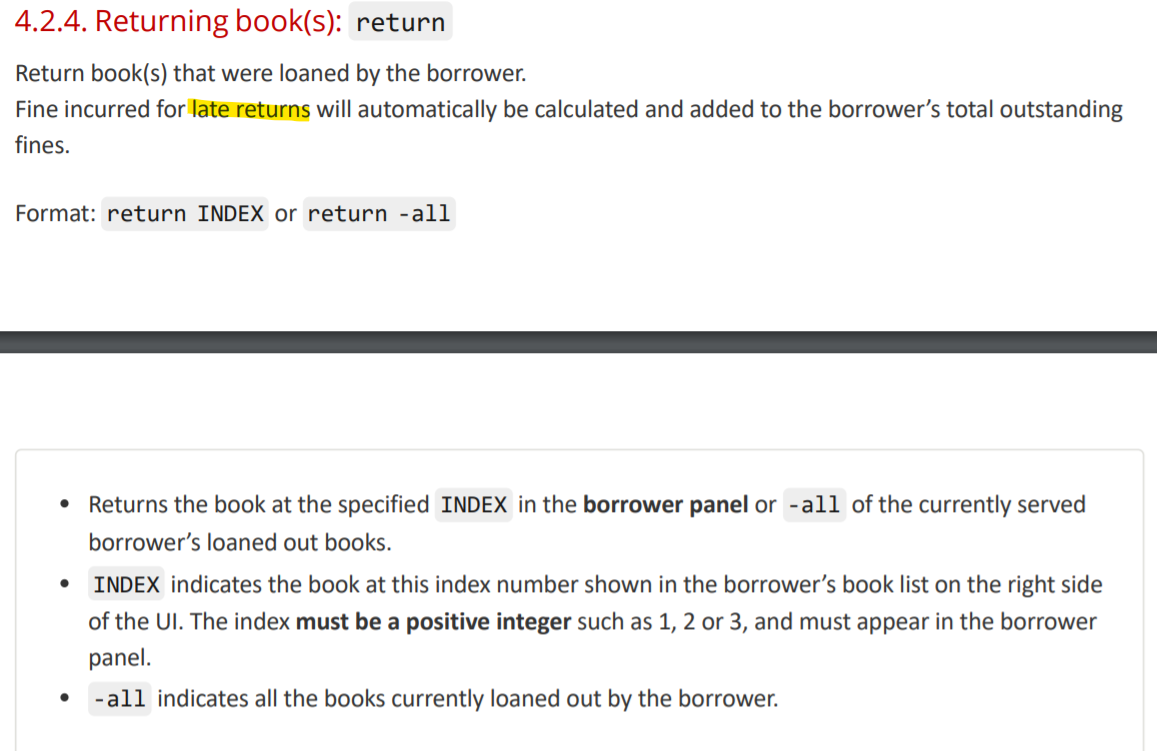 4.2.4. Returning book(s): return
Return book(s) that were loaned by the borrower.
Fine incurred for late returns will automatically be calculated and added to the borrower’s total outstanding
fines.
Format: return INDEX or return -all
• Returns the book at the specified INDEX in the borrower panel or -all of the currently served
borrower’s loaned out books.
• INDEX indicates the book at this index number shown in the borrower’s book list on the right side
of the UI. The index must be a positive integer such as 1, 2 or 3, and must appear in the borrower
panel.
• -all indicates all the books currently loaned out by the borrower.